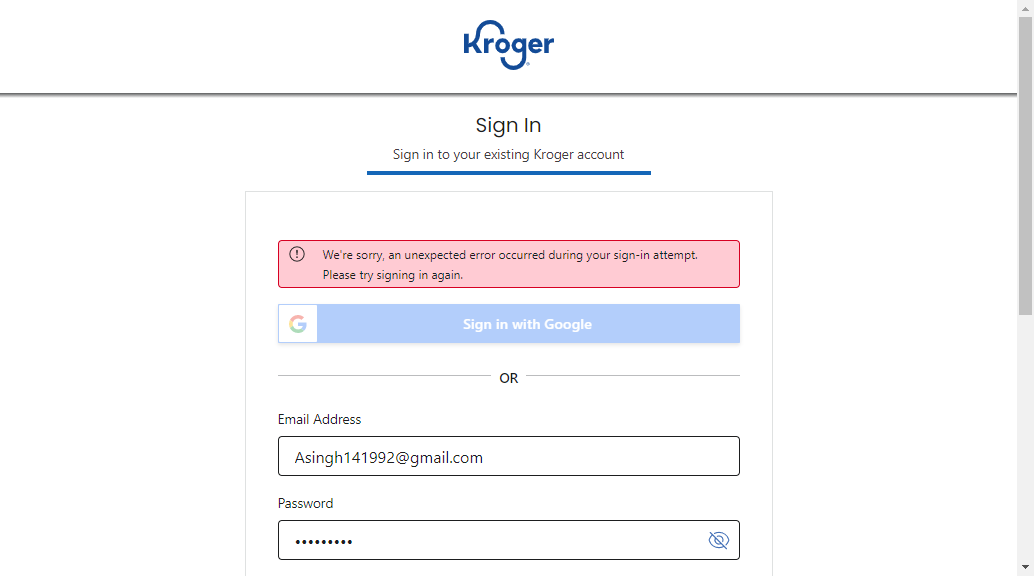 Kroger
Sign In
Sign in to your existing Kroger account
We're sorry, an unexpected error occurred during your sign-in attempt.
Please try signing in again.
Sign in with Google
OR
Email Address
Asingh141992@gmail.com
Password
•••••••••